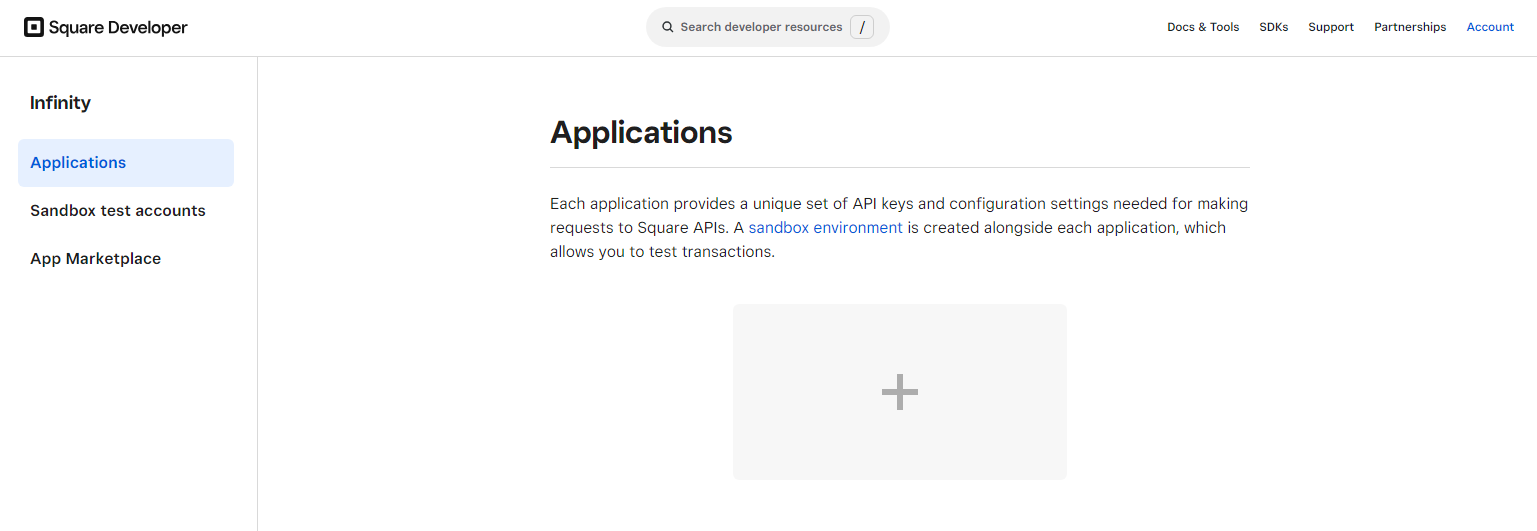 Square Developer
Search developer resources /
Docs & Tools
SDKs
Support
Partnerships
Account
Infinity
Applications
Sandbox test accounts
App Marketplace
Applications
Each application provides a unique set of API keys and configuration settings needed for making
requests to Square APIs. A sandbox environment is created alongside each application, which
allows you to test transactions.